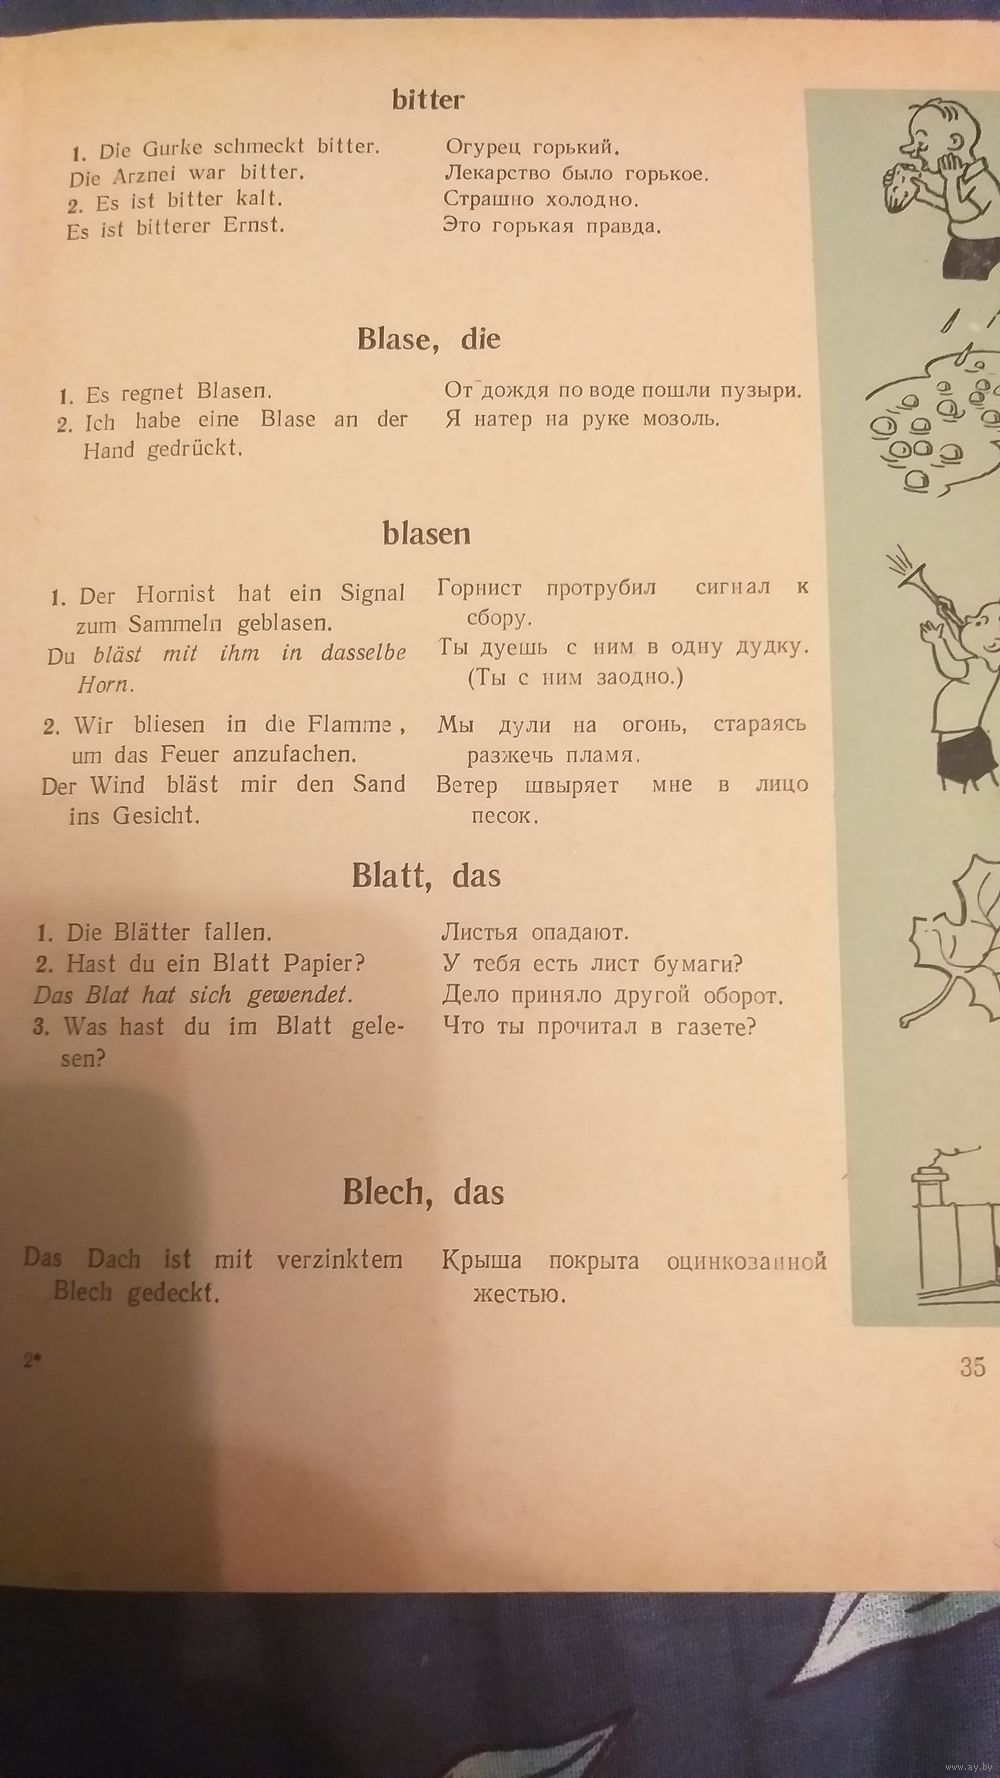 bitter
1. Die Gurke schmeckt bitter.
Die Arznei war bitter.
2. Es ist bitter kalt.
Es ist bitterer Ernst.
Огурец горький.
Лекарство было горькое.
Страшно холодно.
Это горькая правда.
Blase, die
1. Es regnet Blasen.
2. Ich habe eine Blase an der
Hand gedrückt.
От дождя по воде пошли пузыри.
Я натер на руке мозоль.
blasen
1. Der Hornist hat ein Signal
zum Sammeln geblasen.
Du bläst mit ihm in dasselbe
Horn.
2. Wir bliesen in die Flamme,
um das Feuer anzufachen.
Der Wind bläst mir den Sand
ins Gesicht.
Горнист протрубил сигнал к
сбору.
Ты дуешь с ним в одну дудку.
(Ты с ним заодно.)
Мы дули на огонь, стараясь
разжечь пламя.
Ветер швыряет мне в лицо
песок.
Blatt, das
1. Die Blätter fallen.
2. Hast du ein Blatt Papier?
Das Blat hat sich gewendet.
3. Was hast du im Blatt gele-
sen?
Листья опадают.
У тебя есть лист бумаги?
Дело приняло другой оборот.
Что ты прочитал в газете?
Blech, das
Das Dach ist mit verzinktem
Blech gedeckt.
Крыша покрыта оцинкованной
жестью.
2*
35
www.ay.by